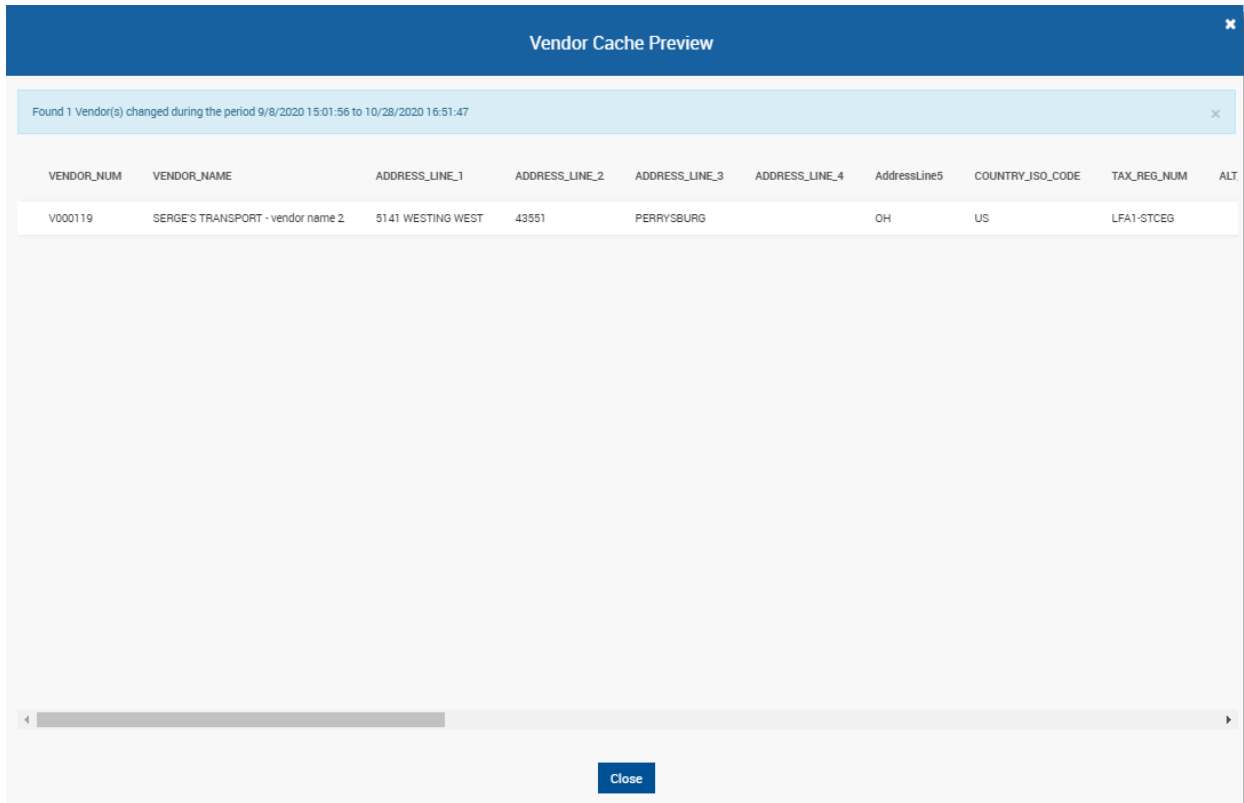 Vendor Cache Preview
Found 1 Vendor(s) changed during the period 9/8/2020 15:01:56 to 10/28/2020 16:51:47
VENDOR_NUM VENDOR_NAME ADDRESS_LINE_1 ADDRESS_LINE_2 ADDRESS_LINE_3 ADDRESS_LINE_4 AddressLine5 COUNTRY_ISO_CODE TAX_REG_NUM ALT_
V000119 SERGE'S TRANSPORT - vendor name 2 5141 WESTING WEST 43551 PERRYSBURG OH US LFA1-STCEG
Close